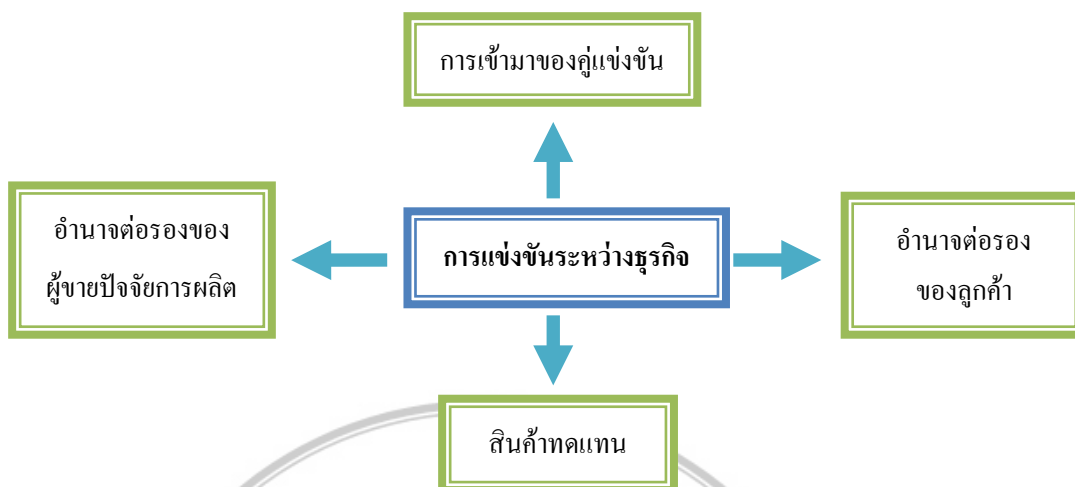 การเข้ามาของคู่แข่งขัน
อำนาจต่อรองของ
ผู้ขายปัจจัยการผลิต
การแข่งขันระหว่างธุรกิจ
อำนาจต่อรอง
ของลูกค้า
สินค้าทดแทน